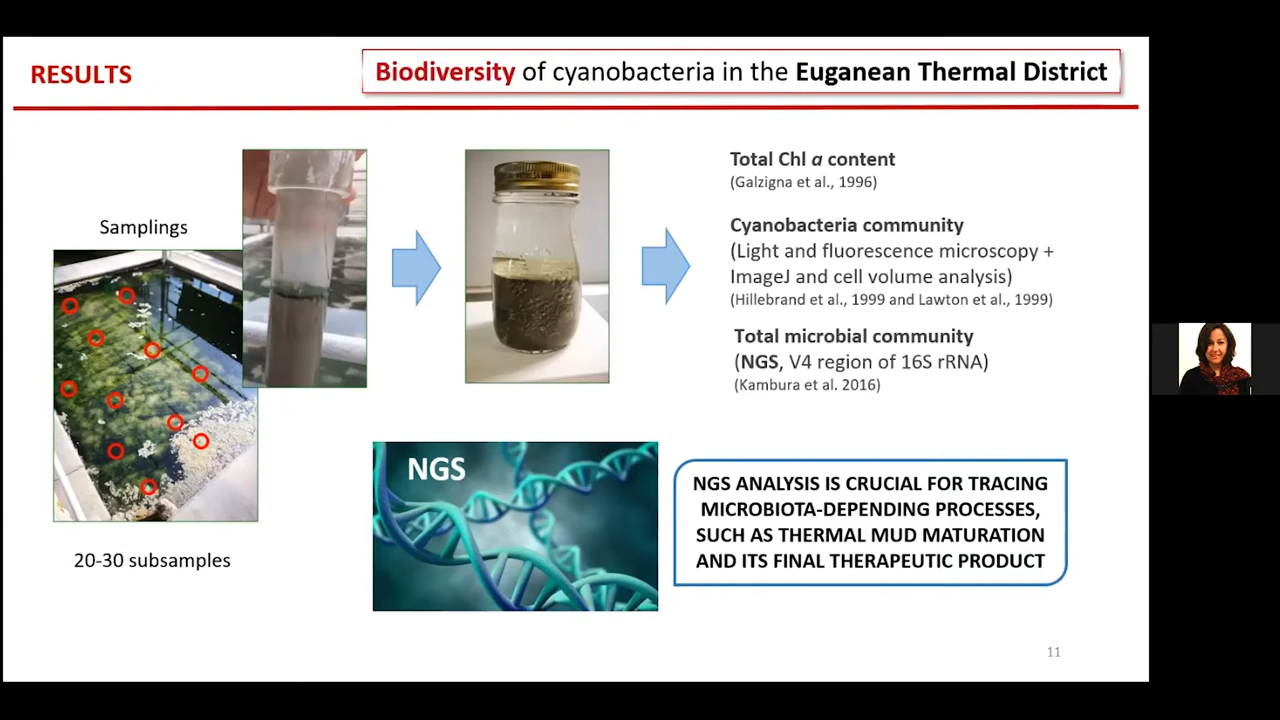 RESULTS
Biodiversity of cyanobacteria in the Euganean Thermal District
Samplings
20-30 subsamples
Total Chl a content
(Galzigna et al., 1996)
Cyanobacteria community
(Light and fluorescence microscopy +
ImageJ and cell volume analysis)
(Hillebrand et al., 1999 and Lawton et al., 1999)
Total microbial community
(NGS, V4 region of 16S rRNA)
(Kambura et al. 2016)
NGS
NGS ANALYSIS IS CRUCIAL FOR TRACING
MICROBIOTA-DEPENDING PROCESSES,
SUCH AS THERMAL MUD MATURATION
AND ITS FINAL THERAPEUTIC PRODUCT
11